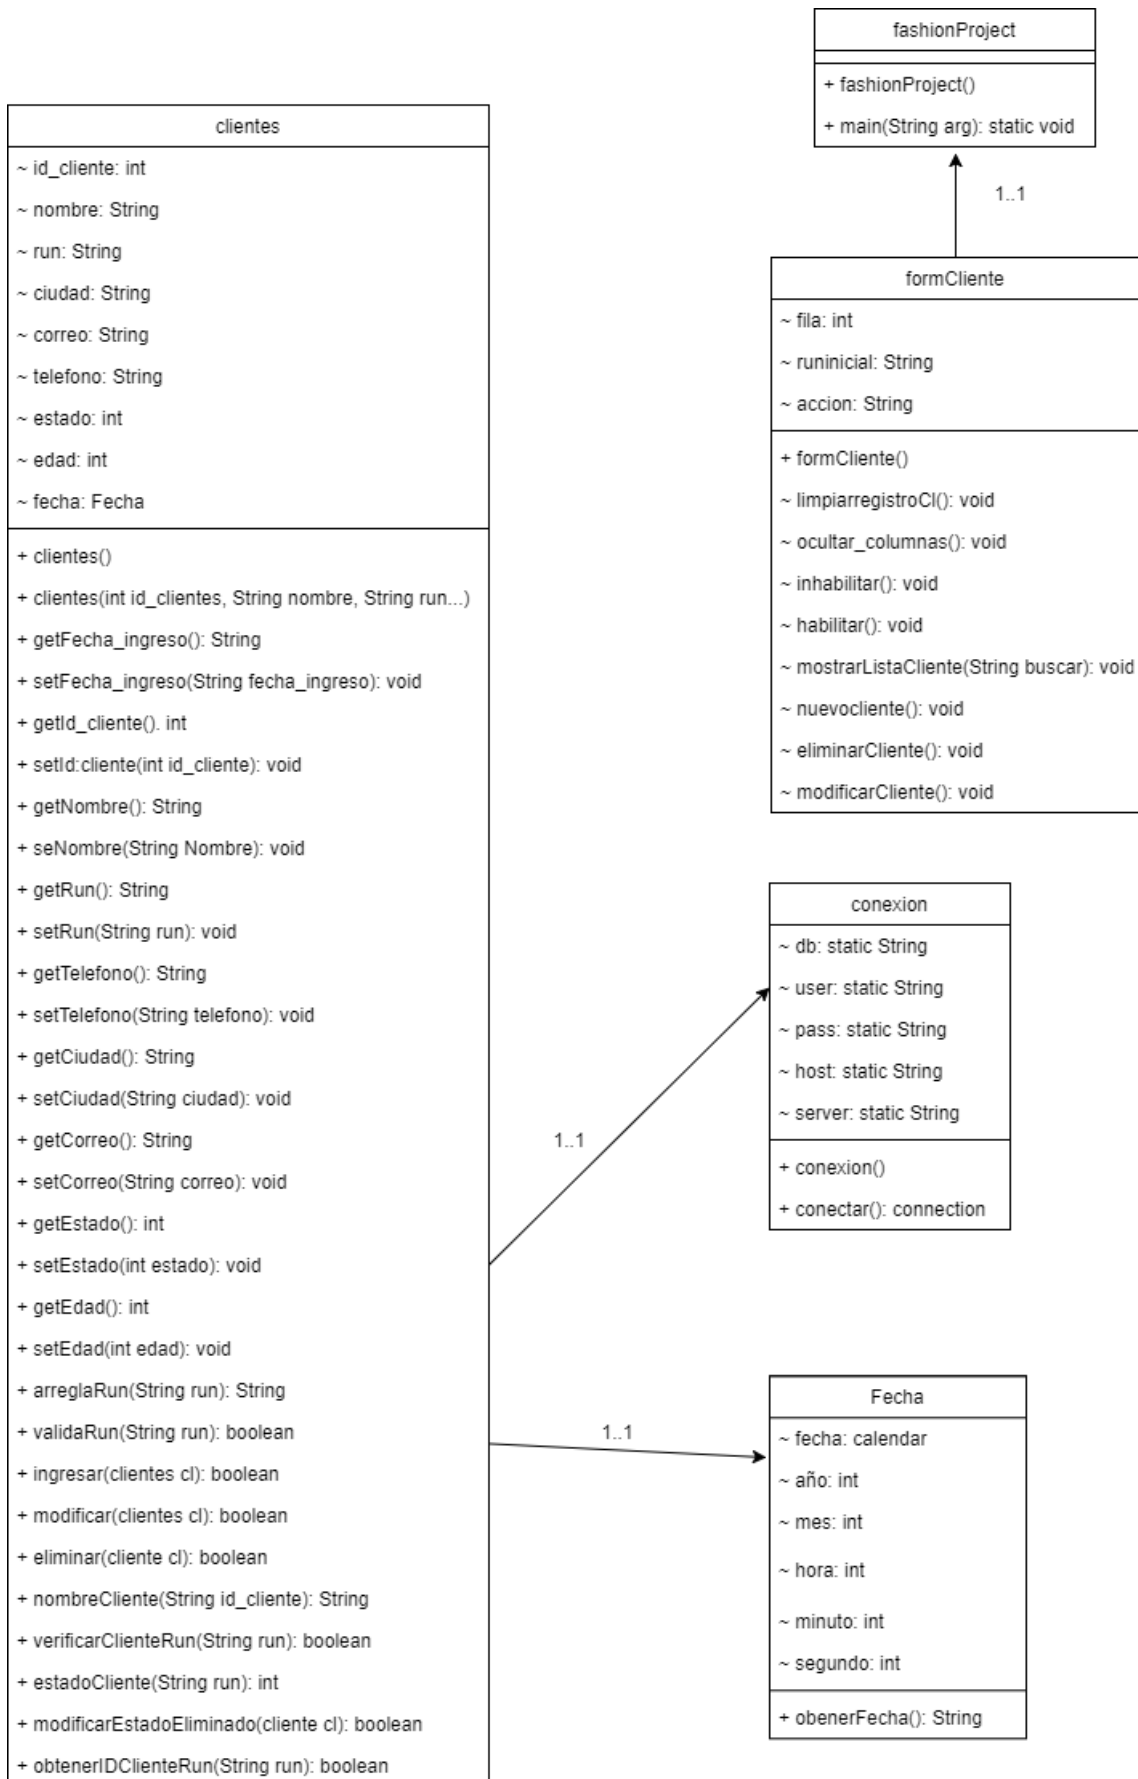 fashionProject
+ fashionProject()
+ main(String arg): static void
1..1
clientes
~ id_cliente: int
~ nombre: String
~ run: String
~ ciudad: String
~ correo: String
~ telefono: String
~ estado: int
~ edad: int
~ fecha: Fecha
+ clientes()
+ clientes(int id_clientes, String nombre, String run...)
+ getFecha_ingreso(): String
+ setFecha_ingreso(String fecha_ingreso): void
+ getId_cliente(). int
+ setId:cliente(int id_cliente): void
+ getNombre(): String
+ seNombre(String Nombre): void
+ getRun(): String
+ setRun(String run): void
+ getTelefono(): String
+ setTelefono(String telefono): void
+ getCiudad(): String
+ setCiudad(String ciudad): void
+ getCorreo(): String
+ setCorreo(String correo): void
+ getEstado(): int
+ setEstado(int estado): void
+ getEdad(): int
+ setEdad(int edad): void
+ arreglaRun(String run): String
+ validaRun(String run): boolean
+ ingresar(clientes cl): boolean
+ modificar(clientes cl): boolean
+ eliminar(cliente cl): boolean
+ nombreCliente(String id_cliente): String
+ verificarClienteRun(String run): boolean
+ estadoCliente(String run): int
+ modificarEstadoEliminado(cliente cl): boolean
+ obtenerIDClienteRun(String run): boolean
formCliente
~ fila: int
~ runinicial: String
~ accion: String
+ formCliente()
~ limpiarregistroCl(): void
~ ocultar_columnas(): void
~ inhabilitar(): void
~ habilitar(): void
~ mostrarListaCliente(String buscar): void
~ nuevocliente(): void
~ eliminarCliente(): void
~ modificarCliente(): void
1..1
conexion
~ db: static String
~ user: static String
~ pass: static String
~ host: static String
~ server: static String
+ conexion()
+ conectar(): connection
1..1
Fecha
~ fecha: calendar
~ año: int
~ mes: int
~ hora: int
~ minuto: int
~ segundo: int
+ obenerFecha(): String